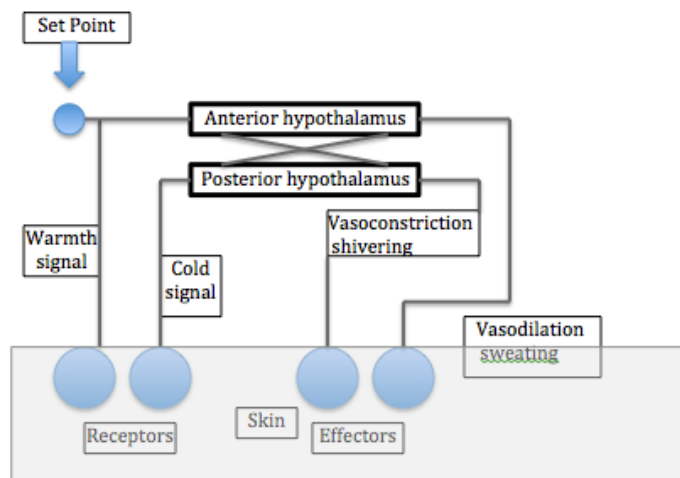 Set Point
Anterior hypothalamus
Posterior hypothalamus
Warmth
signal
Cold
signal
Vasoconstriction
shivering
Vasodilation
sweating
Receptors
Skin
Effectors